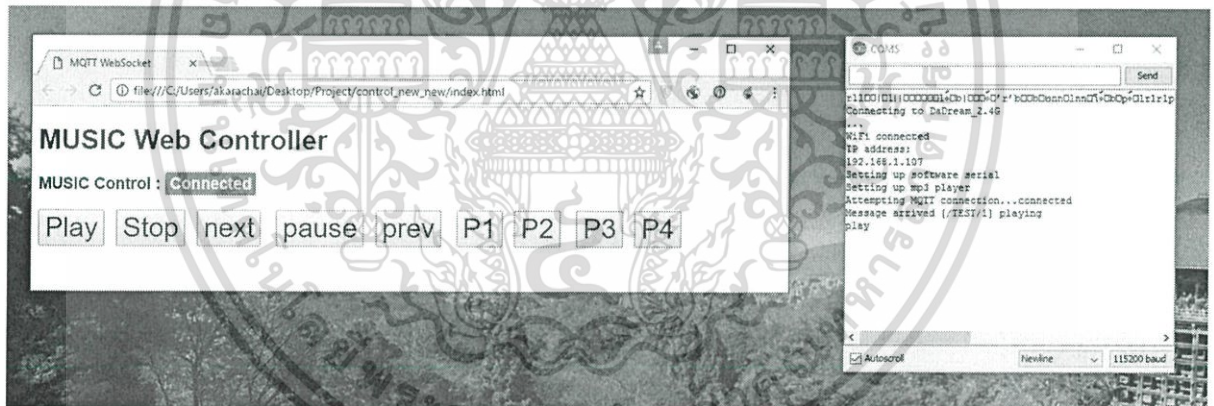 MQTT WebSocket
file:///C:/Users/akarachai/Desktop/Project/control_new_new/index.html
MUSIC Web Controller
MUSIC Control : Connected
Play Stop next pause prev P1 P2 P3 P4
COM5
Send
Connecting to DaDream_2.4G
...
WiFi connected
IP address:
192.168.1.107
Setting up software serial
Setting up mp3 player
Attempting MQTT connection...connected
Message arrived [/TEST/1] playing
play
Autoscroll
Newline
115200 baud